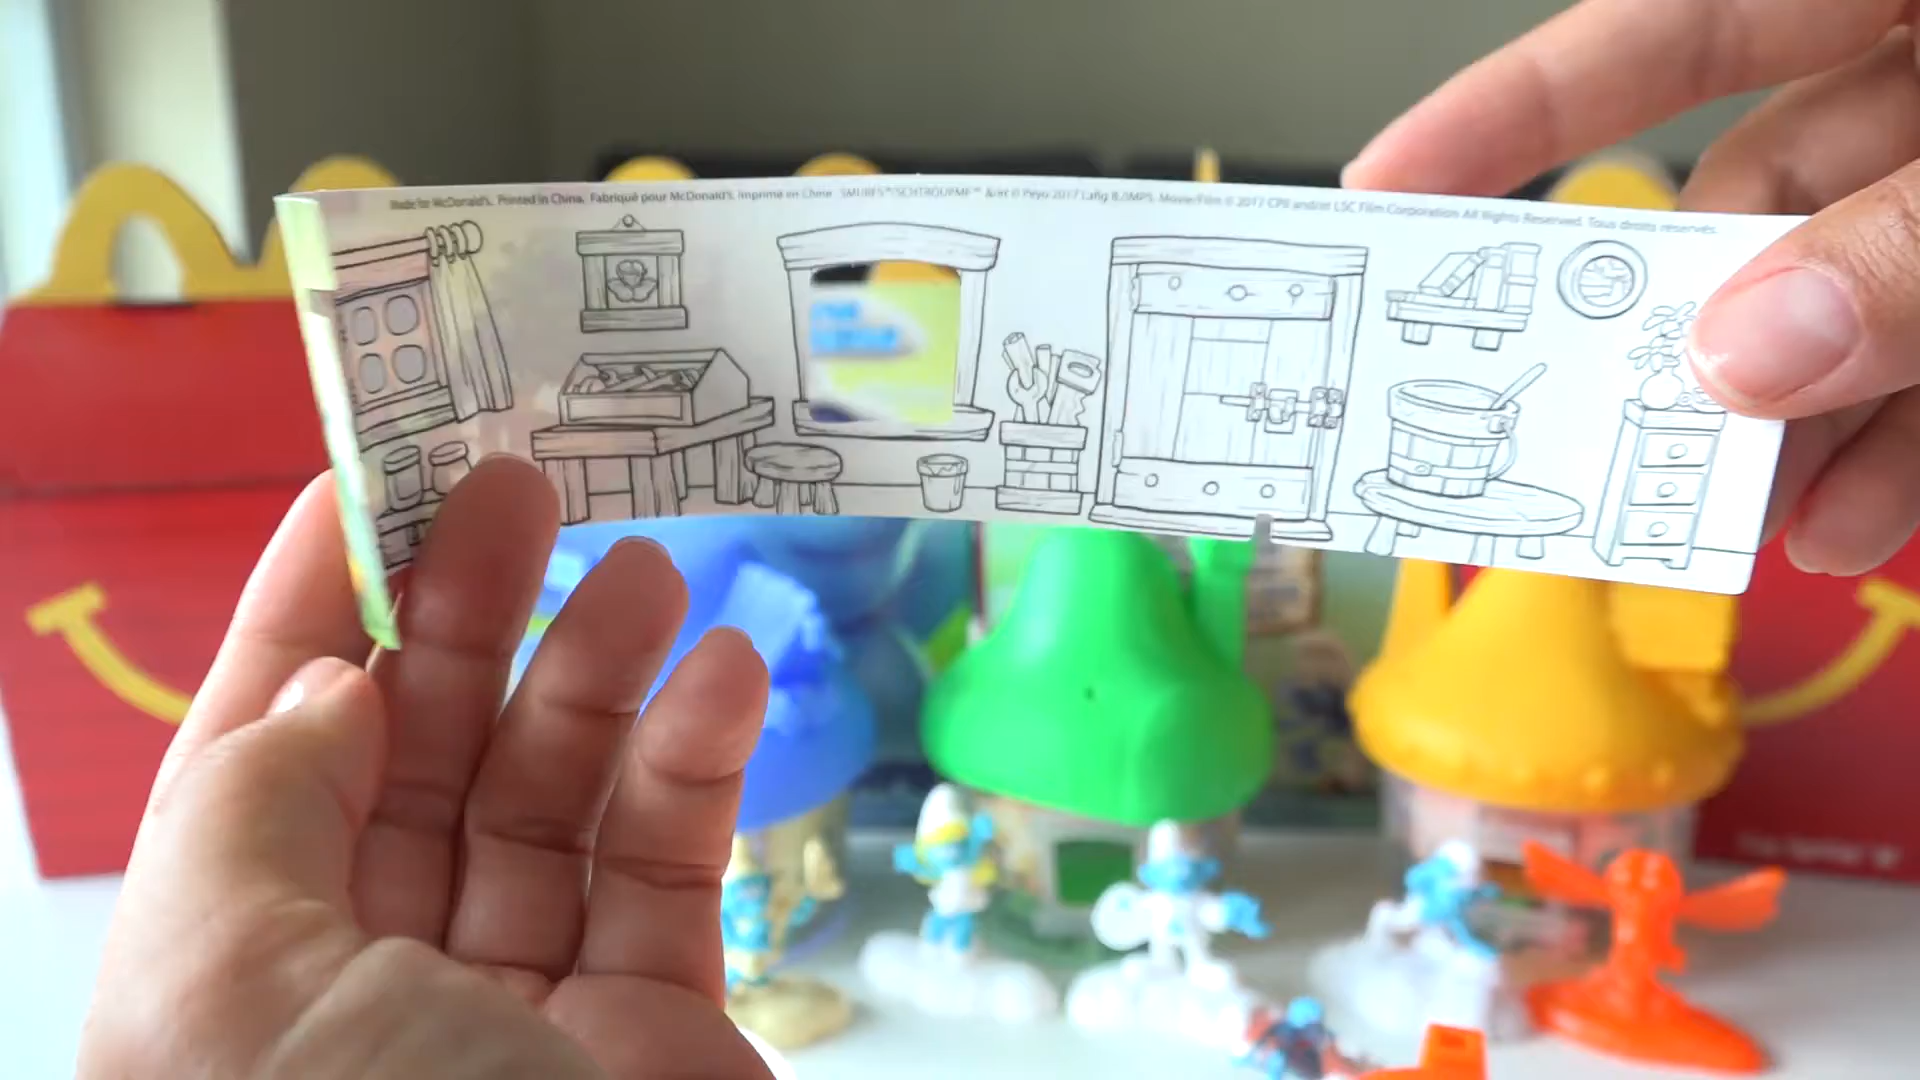 Made for McDonald's. Printed in China. Fabriqué pour McDonald's. Imprimé en Chine SMURFS™/SCHTROUMPF™ &/et © Peyo 2017 Lafig B./IMPS. Movie/Film © 2017 CPII and/et LSC Film Corporation All Rights Reserved. Tous droits réservés.